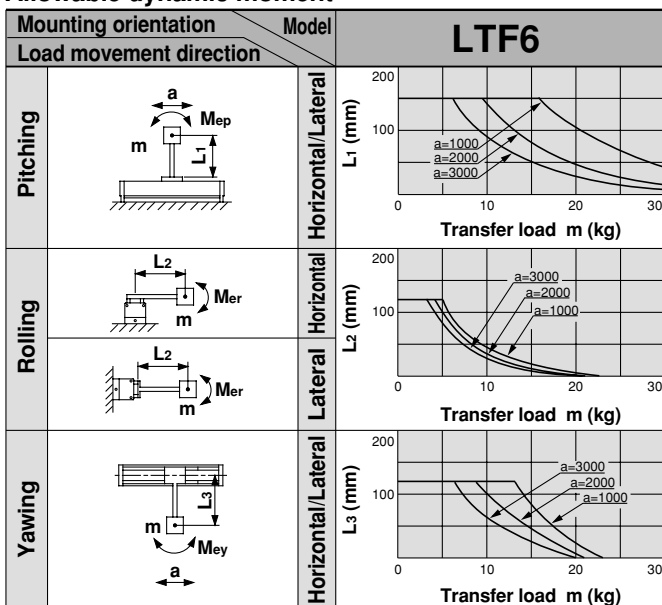 Allowable dynamic moment
Mounting orientation
Model
Load movement direction
LTF6
Pitching
a
Mep
m
L1
Horizontal/Lateral
L1 (mm)
200
100
a=1000
a=2000
a=3000
0
10
20
30
Transfer load m (kg)
Rolling
L2
Mer
m
Horizontal
L2
Mer
m
Lateral
L2 (mm)
200
100
a=3000
a=2000
a=1000
0
10
20
30
Transfer load m (kg)
Yawing
L3
m
Mey
a
Horizontal/Lateral
L3 (mm)
200
100
a=3000
a=2000
a=1000
0
10
20
30
Transfer load m (kg)